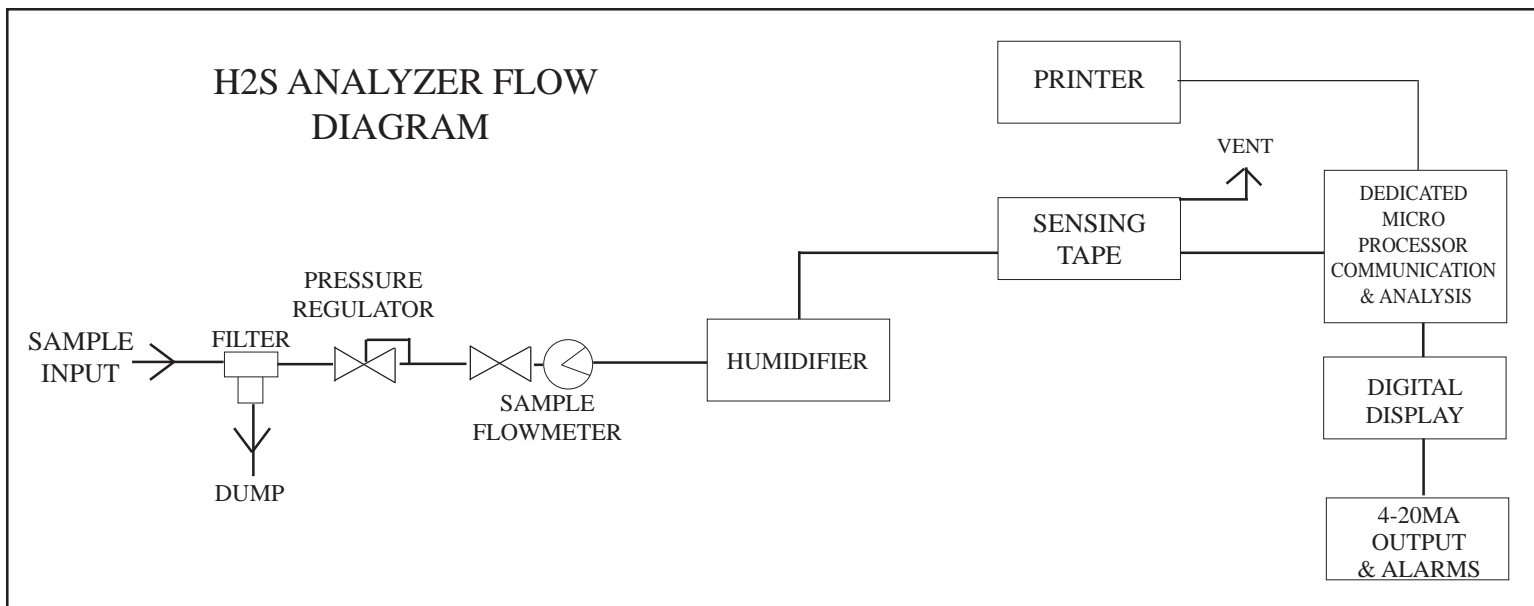 H2S ANALYZER FLOW
DIAGRAM
PRINTER
VENT
SENSING
TAPE
DEDICATED
MICRO
PROCESSOR
COMMUNICATION
& ANALYSIS
PRESSURE
REGULATOR
SAMPLE
INPUT
FILTER
DUMP
SAMPLE
FLOWMETER
HUMIDIFIER
DIGITAL
DISPLAY
4-20MA
OUTPUT
& ALARMS